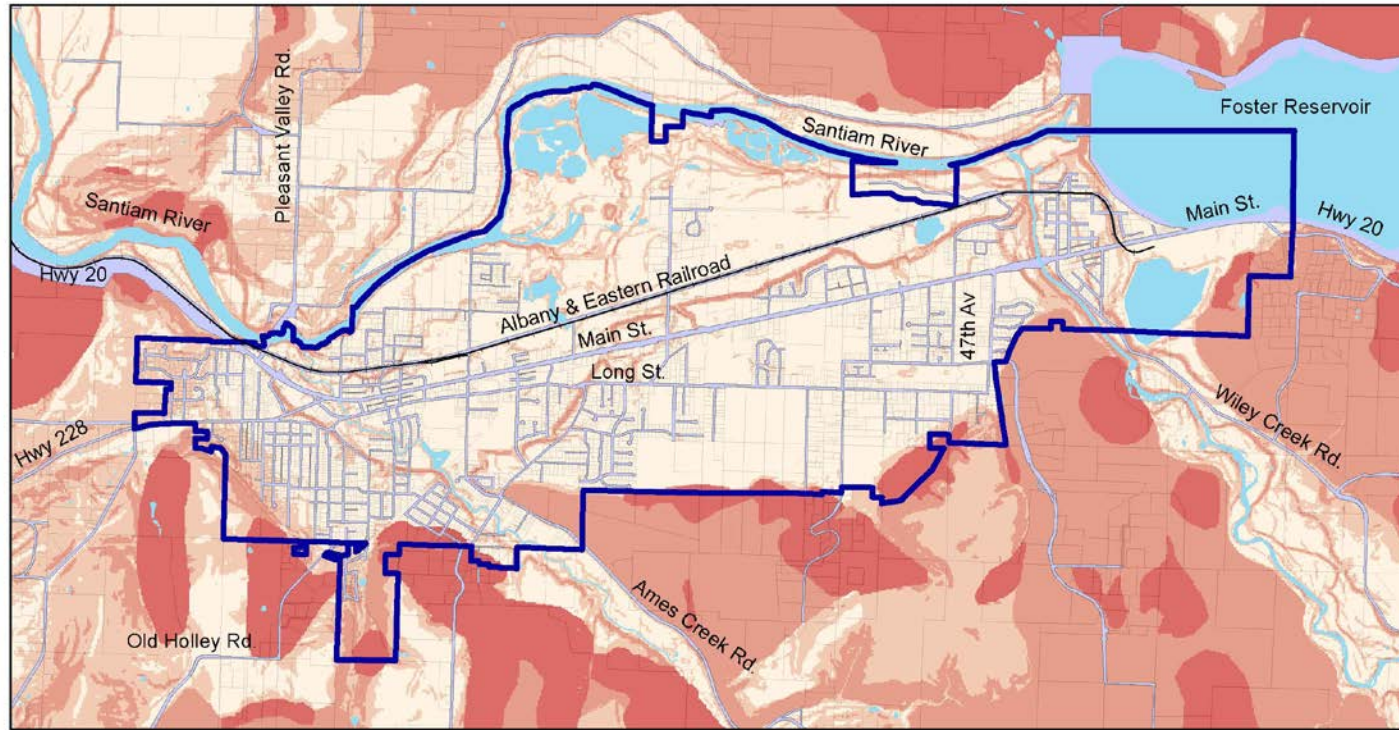 Foster Reservoir
Pleasant Valley Rd.
Santiam River
Santiam River
Main St.
Hwy 20
Hwy 20
Albany & Eastern Railroad
Main St.
47th Av
Long St.
Wiley Creek Rd.
Hwy 228
Ames Creek Rd.
Old Holley Rd.